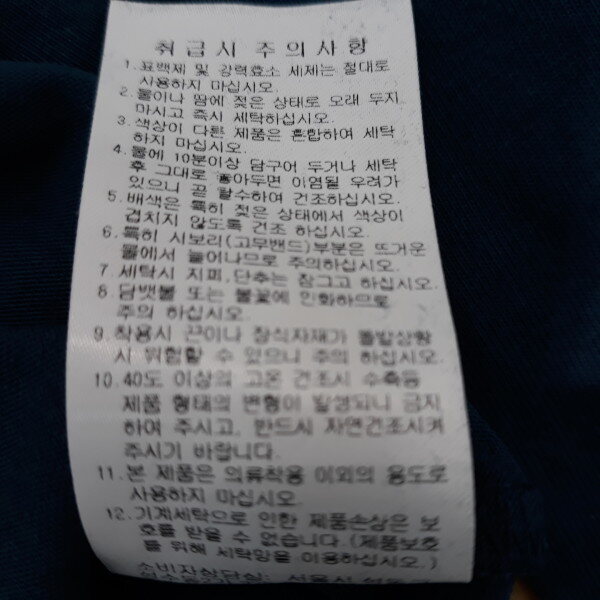 취급시 주의사항
1. 표백제 및 강력효소 세제는 절대로
사용하지 마십시오.
2. 물이나 땀에 젖은 상태로 오래 두지
마시고 즉시 세탁하십시오.
3. 색상이 다른 제품은 혼합하여 세탁
하지 마십시오.
4. 물에 10분이상 담구어 두거나 세탁
후 그대로 놓아두면 이염될 우려가
있으니 곧 탈수하여 건조하십시오.
5. 배색은 특히 젖은 상태에서 색상이
겹치지 않도록 건조 하십시오.
6. 특히 시보리(고무밴드)부분은 뜨거운
물에서 늘어나므로 주의하십시오.
7. 세탁시 지퍼,단추는 잠그고 하십시오.
8. 담뱃불 또는 불꽃에 인화하므로
주의 하십시오.
9. 착용시 끈이나 장식자재가 돌발상황
시 위험할 수 있으니 주의 하십시오.
10. 40도 이상의 고온 건조시 수축등
제품 형태의 변형이 발생되니 금지
하여 주시고, 반드시 자연건조시켜
주시기 바랍니다.
11. 본 제품은 의류착용 이외의 용도로
사용하지 마십시오.
12. 기계세탁으로 인한 제품손상은 보
호를 받을 수 없습니다.(제품보호
를 위해 세탁망을 이용하십시오.)
소비자상담실: 서울시